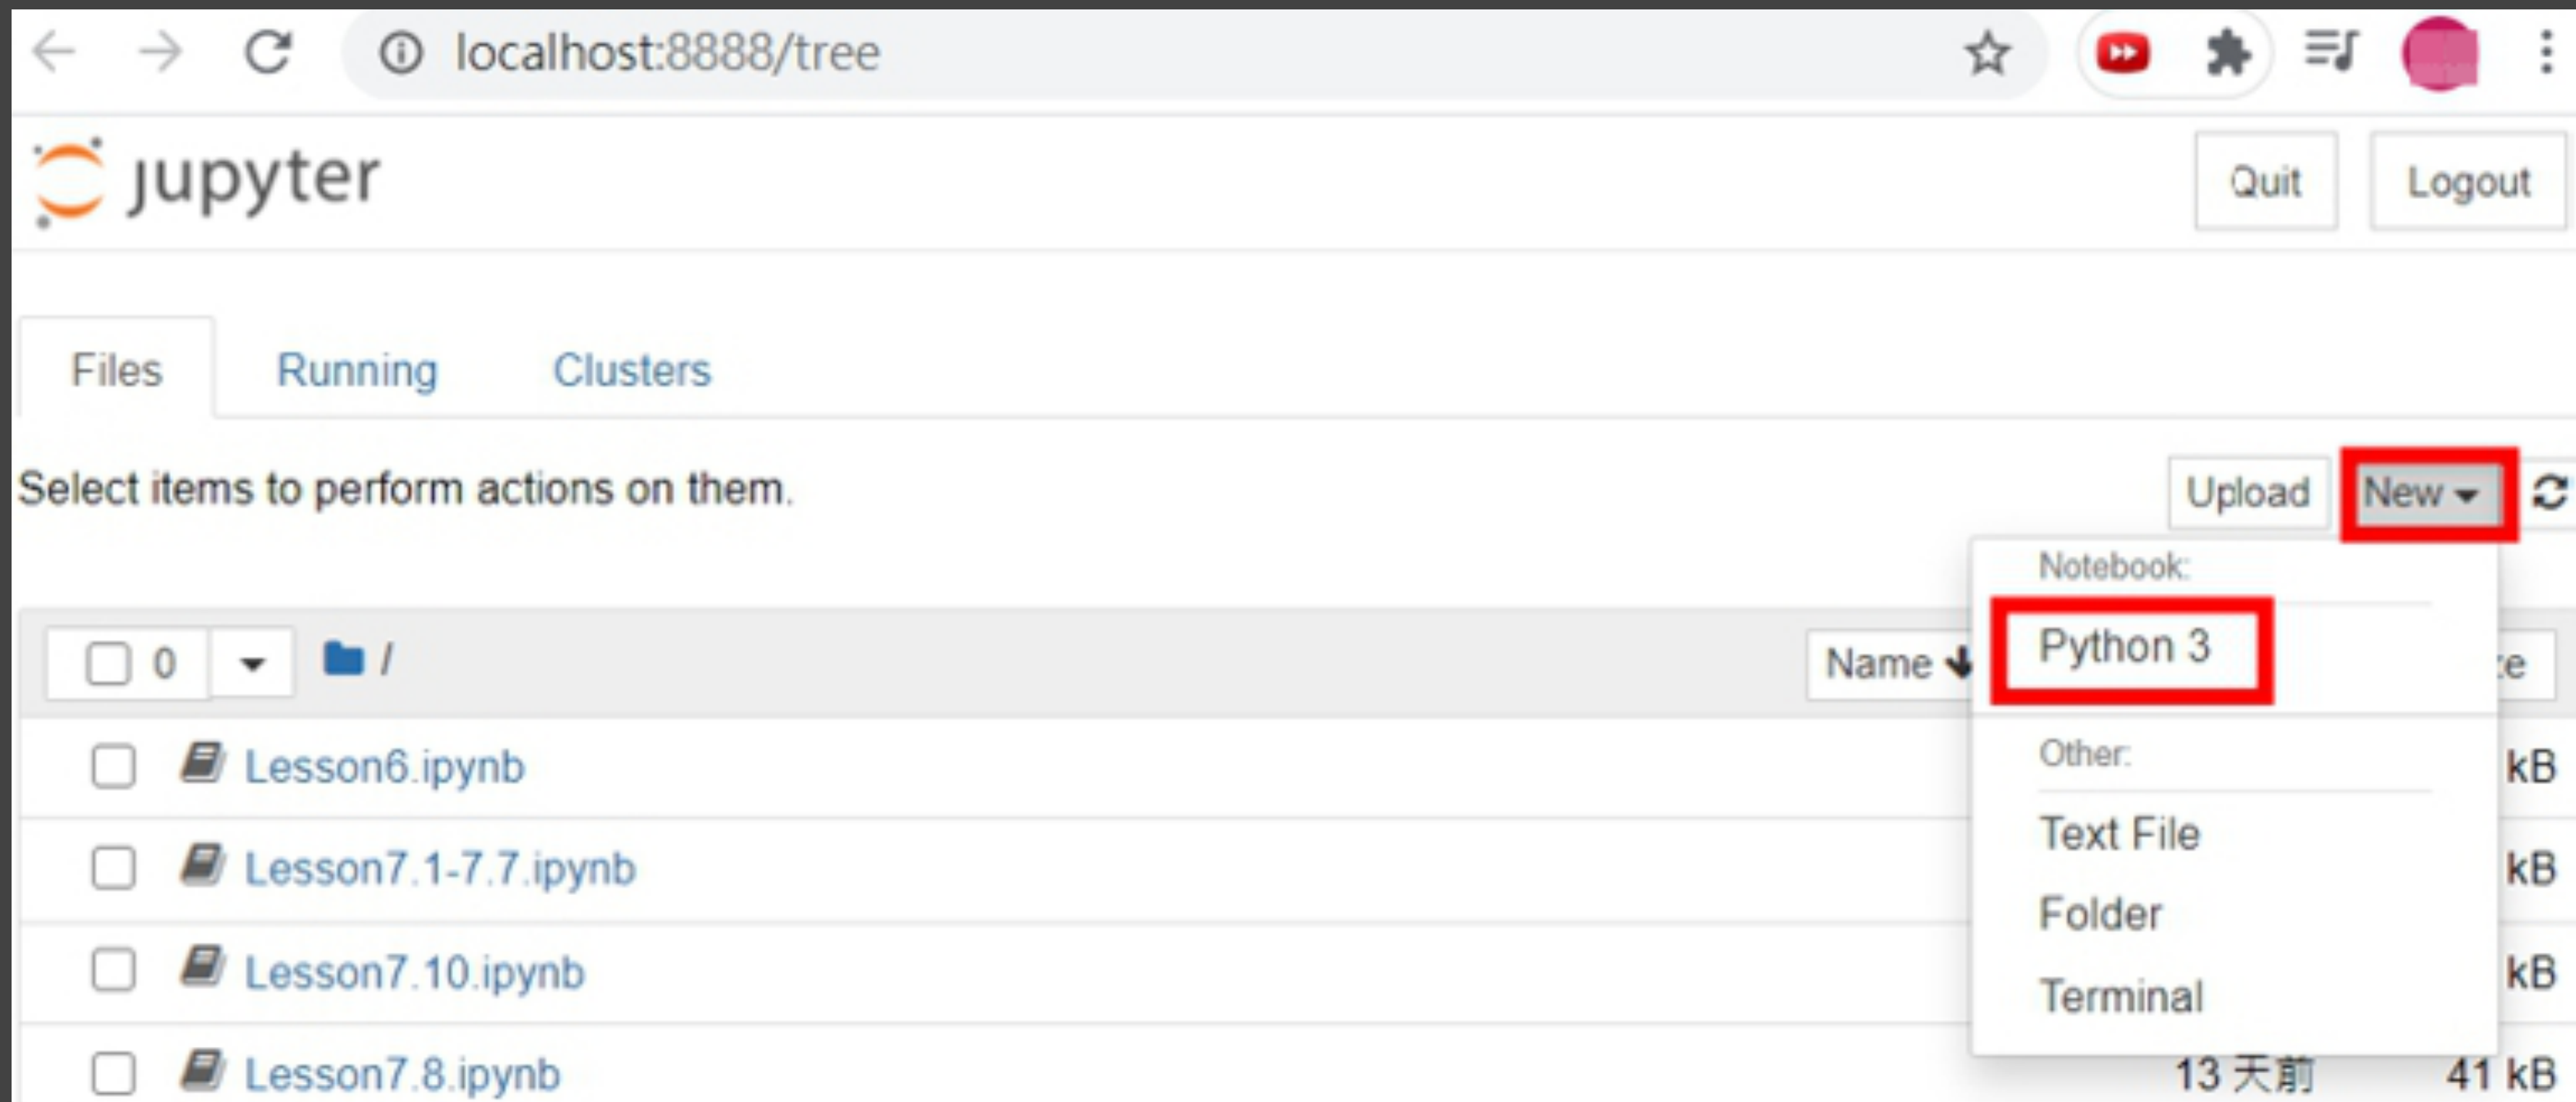 localhost:8888/tree
jupyter
Quit Logout
Files Running Clusters
Select items to perform actions on them.
Upload New
Notebook:
Python 3
0 / Name
Other:
Text File
Folder
Terminal
Lesson6.ipynb kB
Lesson7.1-7.7.ipynb kB
Lesson7.10.ipynb kB
Lesson7.8.ipynb 13 天前 41 kB